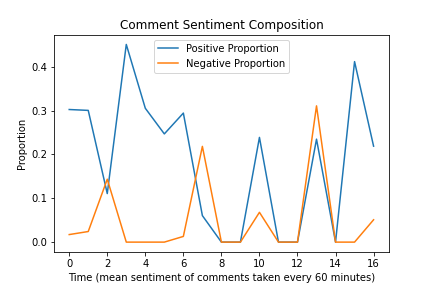 Comment Sentiment Composition
Positive Proportion
Negative Proportion
Proportion
0.4
0.3
0.2
0.1
0.0
0 2 4 6 8 10 12 14 16
Time (mean sentiment of comments taken every 60 minutes)